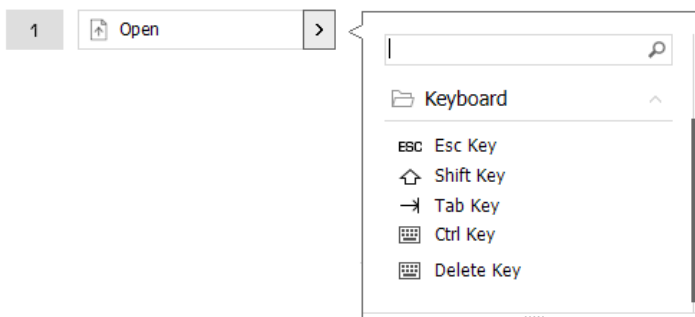 1
Open
Keyboard
ESC Esc Key
Shift Key
Tab Key
Ctrl Key
Delete Key